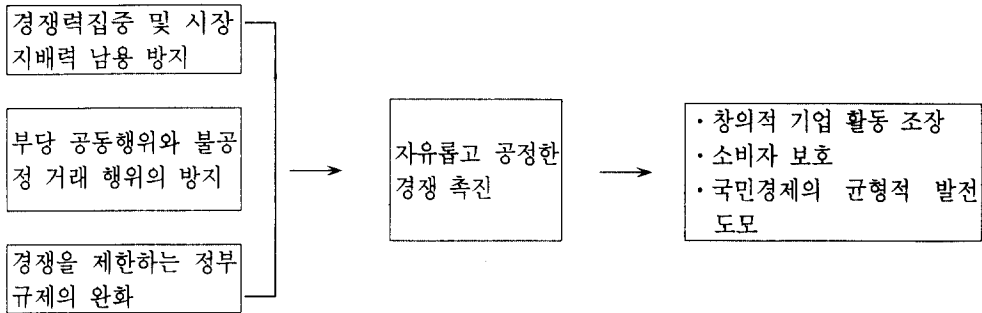 경쟁력집중 및 시장
지배력 남용 방지
부당 공동행위와 불공
정 거래 행위의 방지
경쟁을 제한하는 정부
규제의 완화
자유롭고 공정한
경쟁 촉진
· 창의적 기업 활동 조장
· 소비자 보호
· 국민경제의 균형적 발전
도모